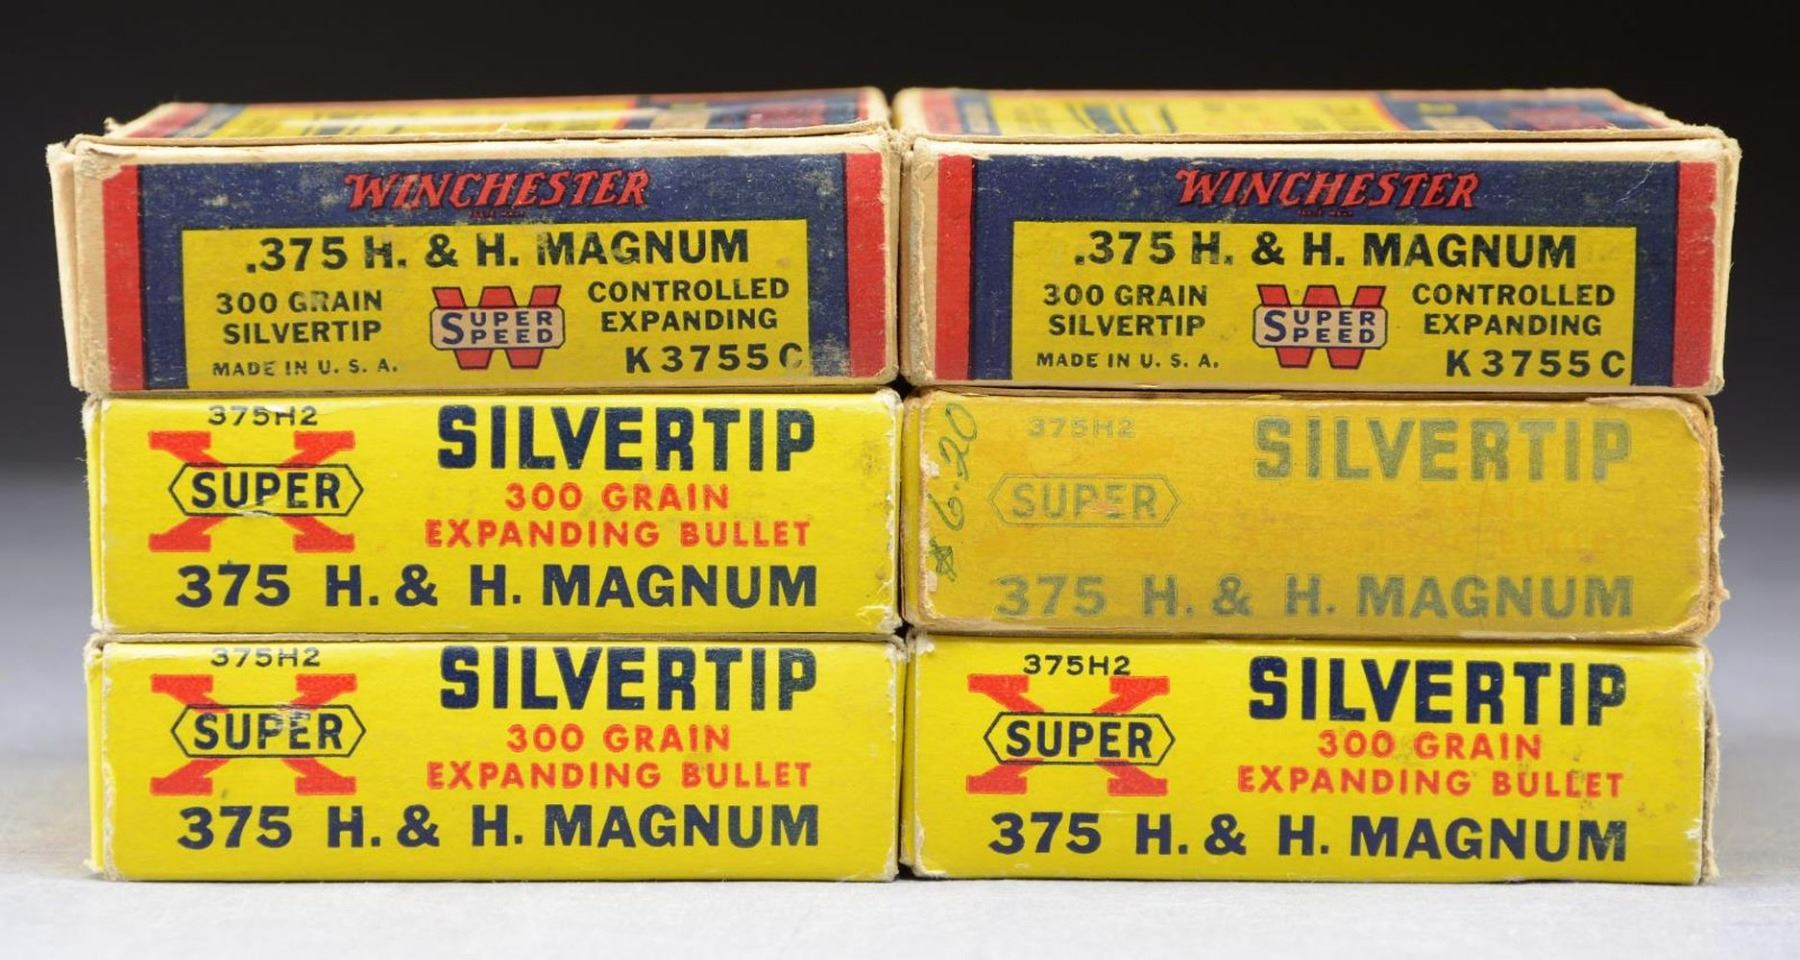 WINCHESTER
.375 H. & H. MAGNUM
300 GRAIN
SILVERTIP
MADE IN U. S. A.
W
SUPER
SPEED
CONTROLLED
EXPANDING
K3755C
WINCHESTER
.375 H. & H. MAGNUM
300 GRAIN
SILVERTIP
MADE IN U. S. A.
W
SUPER
SPEED
CONTROLLED
EXPANDING
K3755C
375H2
X
SUPER
SILVERTIP
300 GRAIN
EXPANDING BULLET
375 H. & H. MAGNUM
$6.20
375H2
SUPER
SILVERTIP
375 H. & H. MAGNUM
375H2
X
SUPER
SILVERTIP
300 GRAIN
EXPANDING BULLET
375 H. & H. MAGNUM
375H2
X
SUPER
SILVERTIP
300 GRAIN
EXPANDING BULLET
375 H. & H. MAGNUM